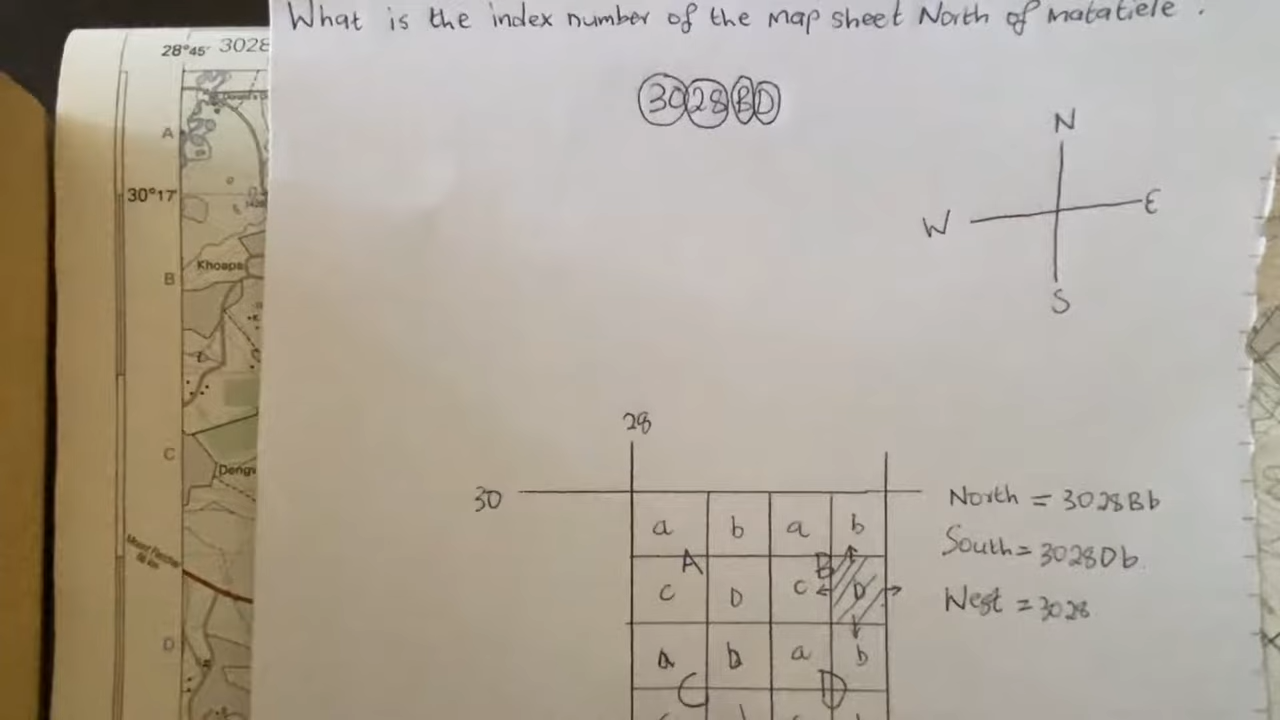 What is the index number of the map sheet North of matatiele.
28°45' 3028
3028BD
N
A
30°17'
W E
Khoapa
B
S
28
C
Dengv
30
North = 3028Bb
a b a b
South = 3028Db.
A B
C D C D
West = 3028
D
a b a b
C D